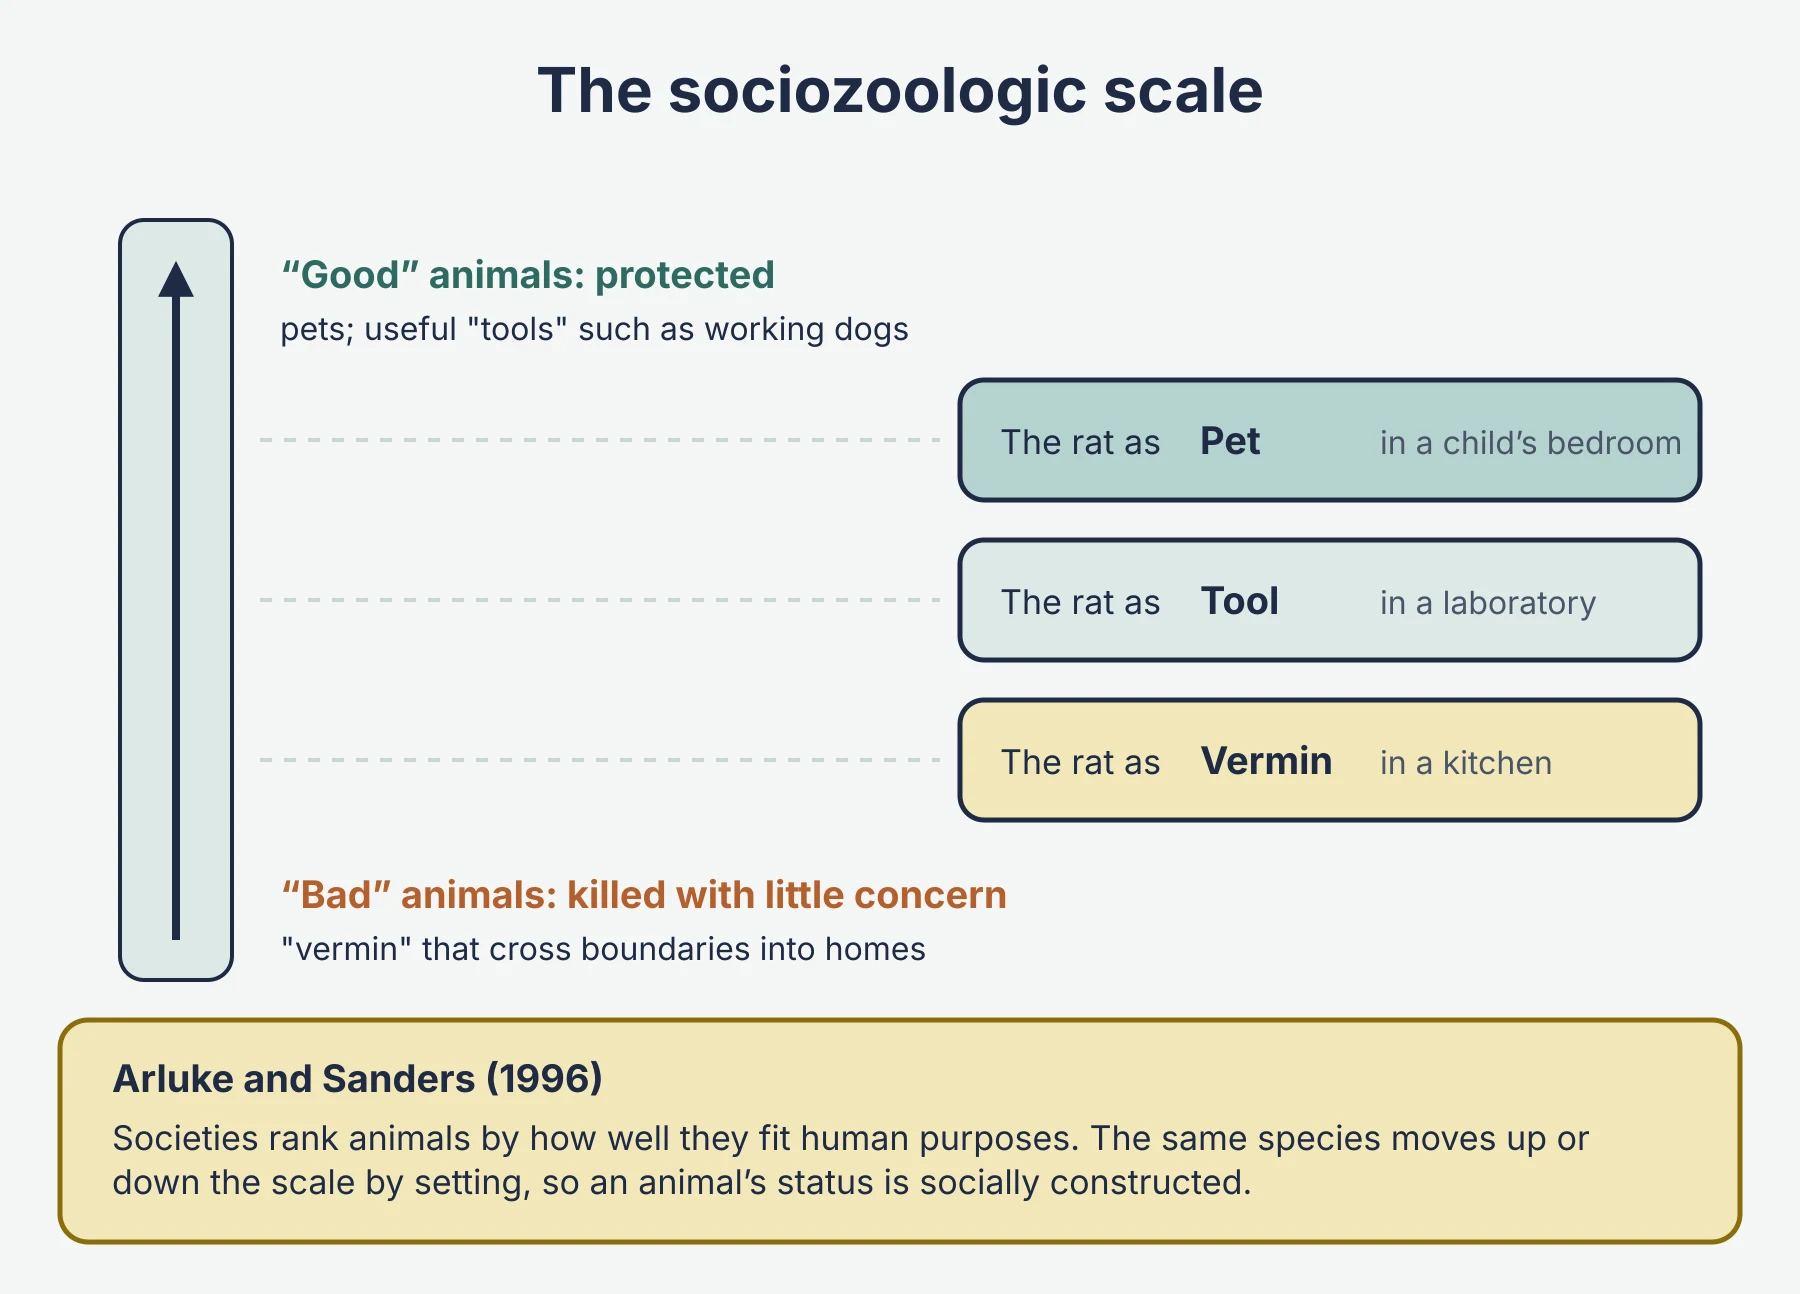 The sociozoologic scale
“Good” animals: protected
pets; useful "tools" such as working dogs
The rat as Pet in a child’s bedroom
The rat as Tool in a laboratory
The rat as Vermin in a kitchen
“Bad” animals: killed with little concern
"vermin" that cross boundaries into homes
Arluke and Sanders (1996)
Societies rank animals by how well they fit human purposes. The same species moves up or
down the scale by setting, so an animal’s status is socially constructed.